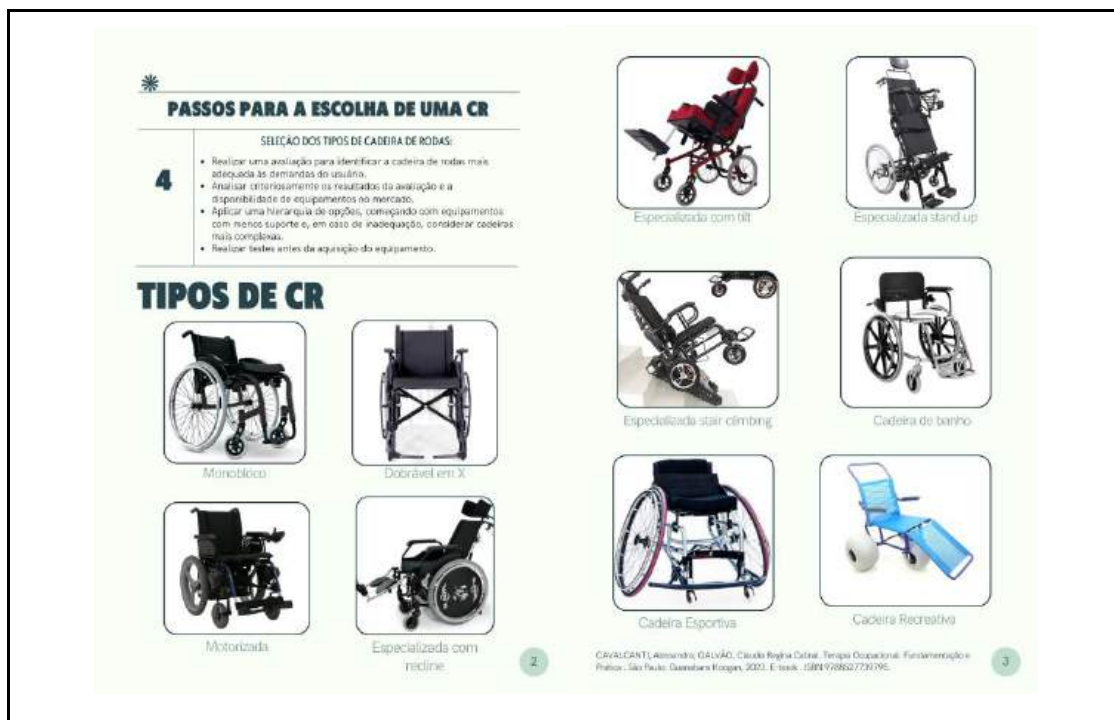 PASSOS PARA A ESCOLHA DE UMA CR
4
SELEÇÃO DOS TIPOS DE CADEIRA DE RODAS:
• Realizar uma avaliação para identificar a cadeira de rodas mais
adequada às demandas do usuário.
• Analisar criteriosamente os resultados da avaliação e a
disponibilidade de equipamentos no mercado.
• Aplicar uma hierarquia de opções, começando com equipamentos
com menos suporte e, em caso de inadequação, considerar cadeiras
mais complexas.
• Realizar testes antes da aquisição do equipamento.
TIPOS DE CR
Monobloco
Dobrável em X
Motorizada
Especializada com
recline
2
Especializada com tilt
Especializada stand up
Especializada stair climbing
Cadeira de banho
Cadeira Esportiva
Cadeira Recreativa
CAVALCANTI, Alessandra; GALVÃO, Cláudia Regina Cabral. Terapia Ocupacional: Fundamentação e
Prática. São Paulo: Guanabara Koogan, 2023. E-book. ISBN 9788527739795.
3